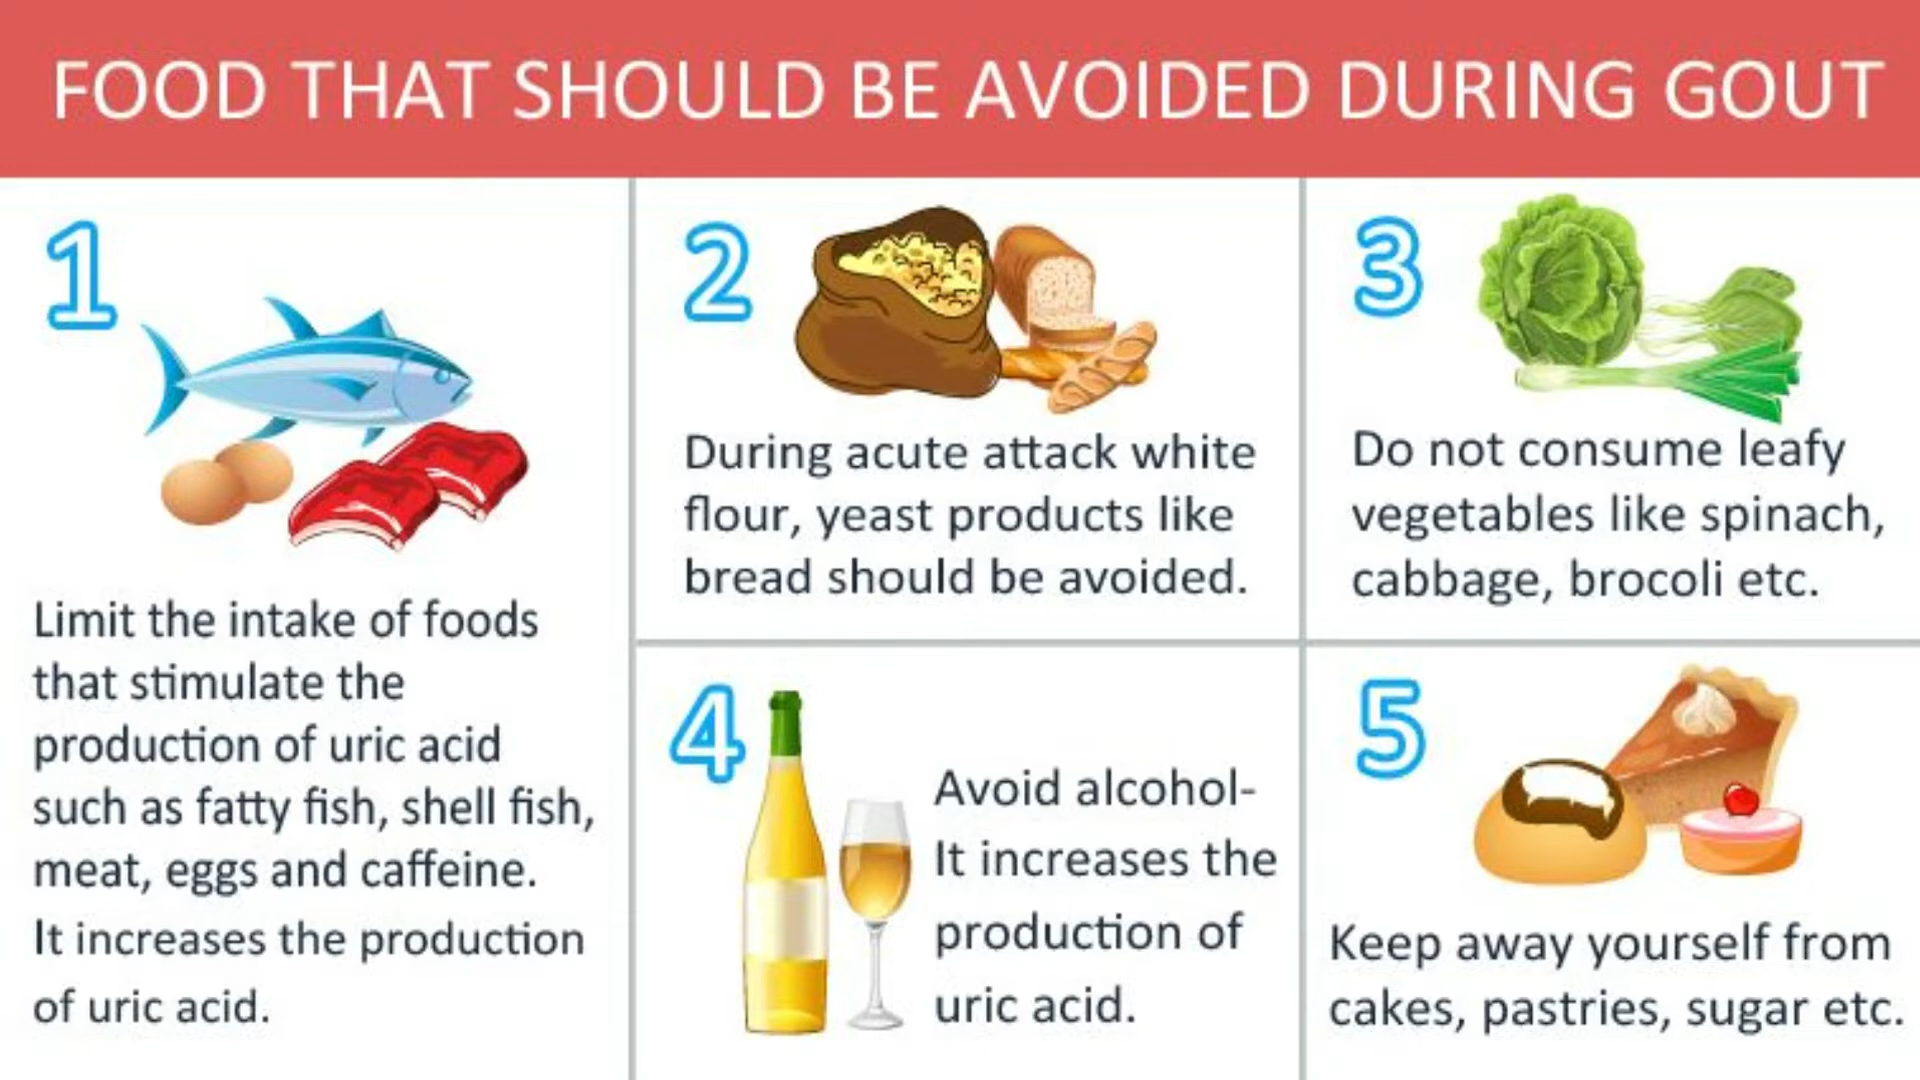 FOOD THAT SHOULD BE AVOIDED DURING GOUT
1
Limit the intake of foods
that stimulate the
production of uric acid
such as fatty fish, shell fish,
meat, eggs and caffeine.
It increases the production
of uric acid.
2
During acute attack white
flour, yeast products like
bread should be avoided.
3
Do not consume leafy
vegetables like spinach,
cabbage, brocoli etc.
4
Avoid alcohol-
It increases the
production of
uric acid.
5
Keep away yourself from
cakes, pastries, sugar etc.